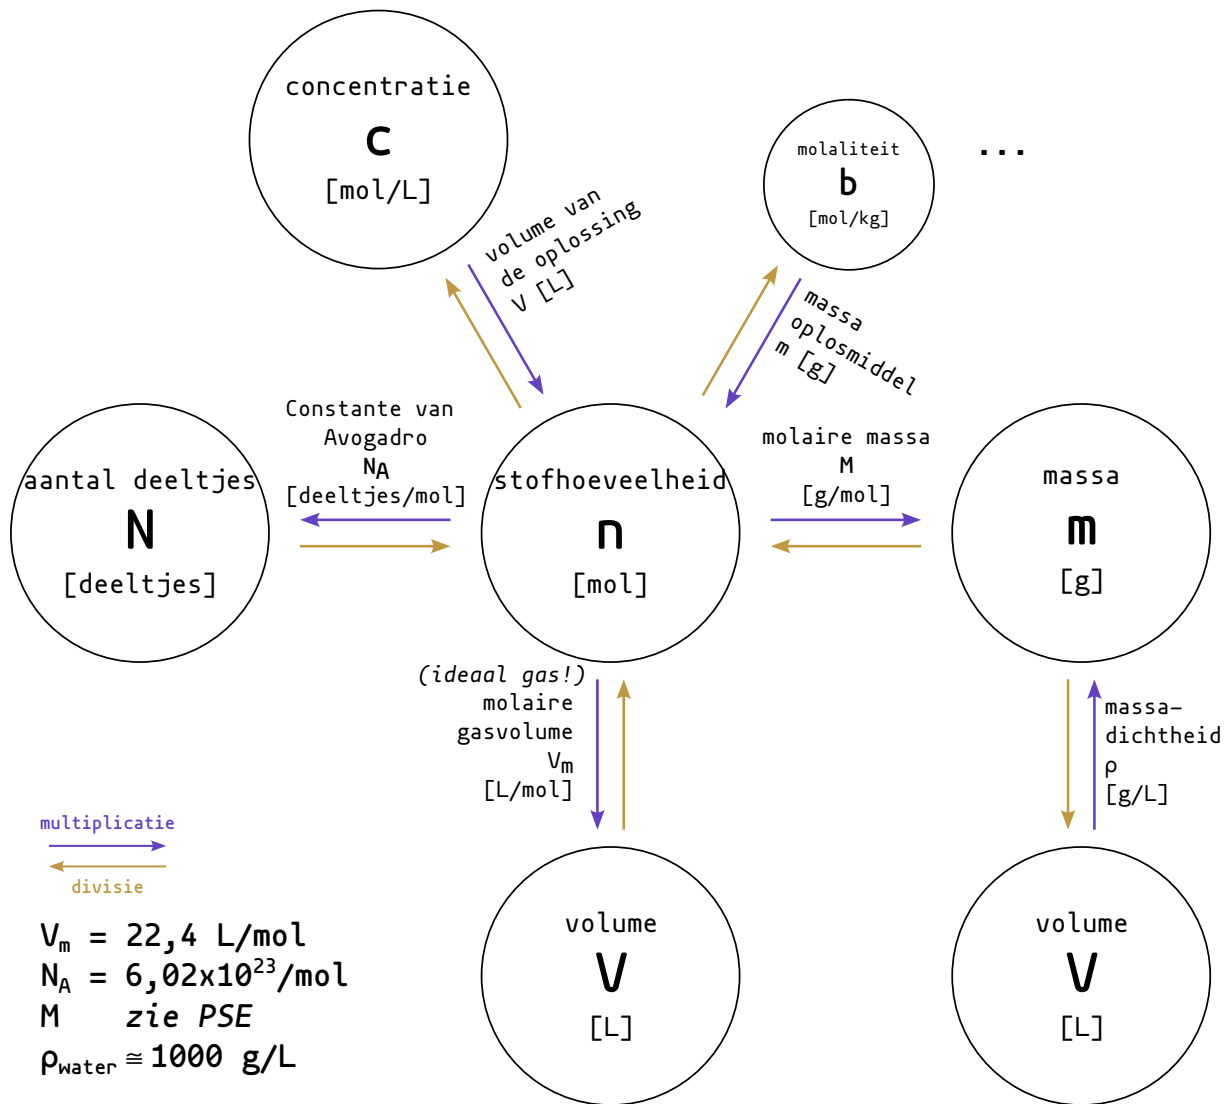 concentratie
c
[mol/L]
molaliteit
b
[mol/kg]
...
volume van
de oplossing
V [L]
massa
oplosmiddel
m [g]
aantal deeltjes
N
[deeltjes]
Constante van
Avogadro
NA
[deeltjes/mol]
stofhoeveelheid
n
[mol]
molaire massa
M
[g/mol]
massa
m
[g]
(ideaal gas!)
molaire
gasvolume
Vm
[L/mol]
massa-
dichtheid
ρ
[g/L]
multiplicatie
divisie
volume
V
[L]
volume
V
[L]
Vm = 22,4 L/mol
NA = 6,02x10²³/mol
M zie PSE
ρwater ≅ 1000 g/L